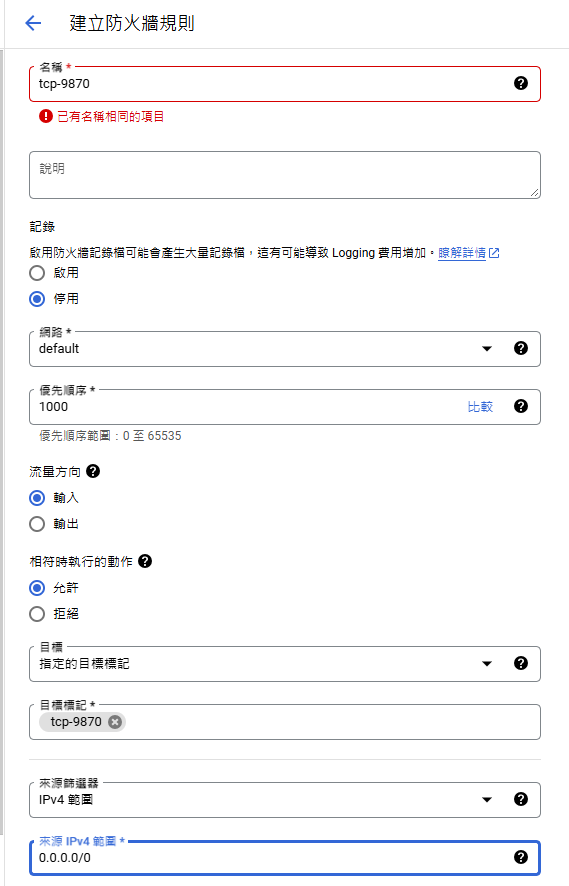 建立防火牆規則
名稱 *
tcp-9870
已有名稱相同的項目
說明
記錄
啟用防火牆記錄檔可能會產生大量記錄檔，這有可能導致 Logging 費用增加。瞭解詳情
啟用
停用
網路 *
default
優先順序 *
1000
比較
優先順序範圍：0 至 65535
流量方向
輸入
輸出
相符時執行的動作
允許
拒絕
目標
指定的目標標記
目標標記 *
tcp-9870
來源篩選器
IPv4 範圍
來源 IPv4 範圍 *
0.0.0.0/0